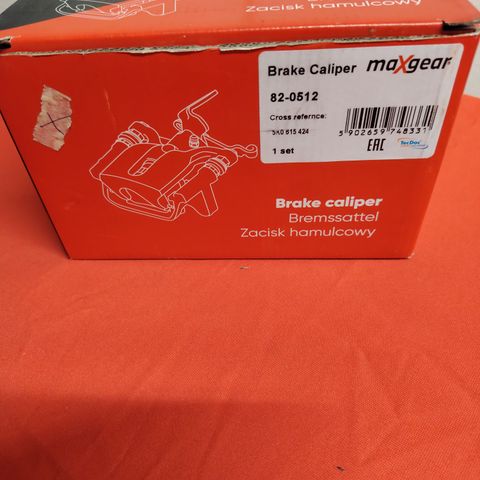 Zacisk hamulcowy
Brake Caliper maxgear
82-0512
Cross refernce:
5K0 615 424
5 902659 748331
1 set
EAC
TecDoc
Brake caliper
Bremssattel
Zacisk hamulcowy